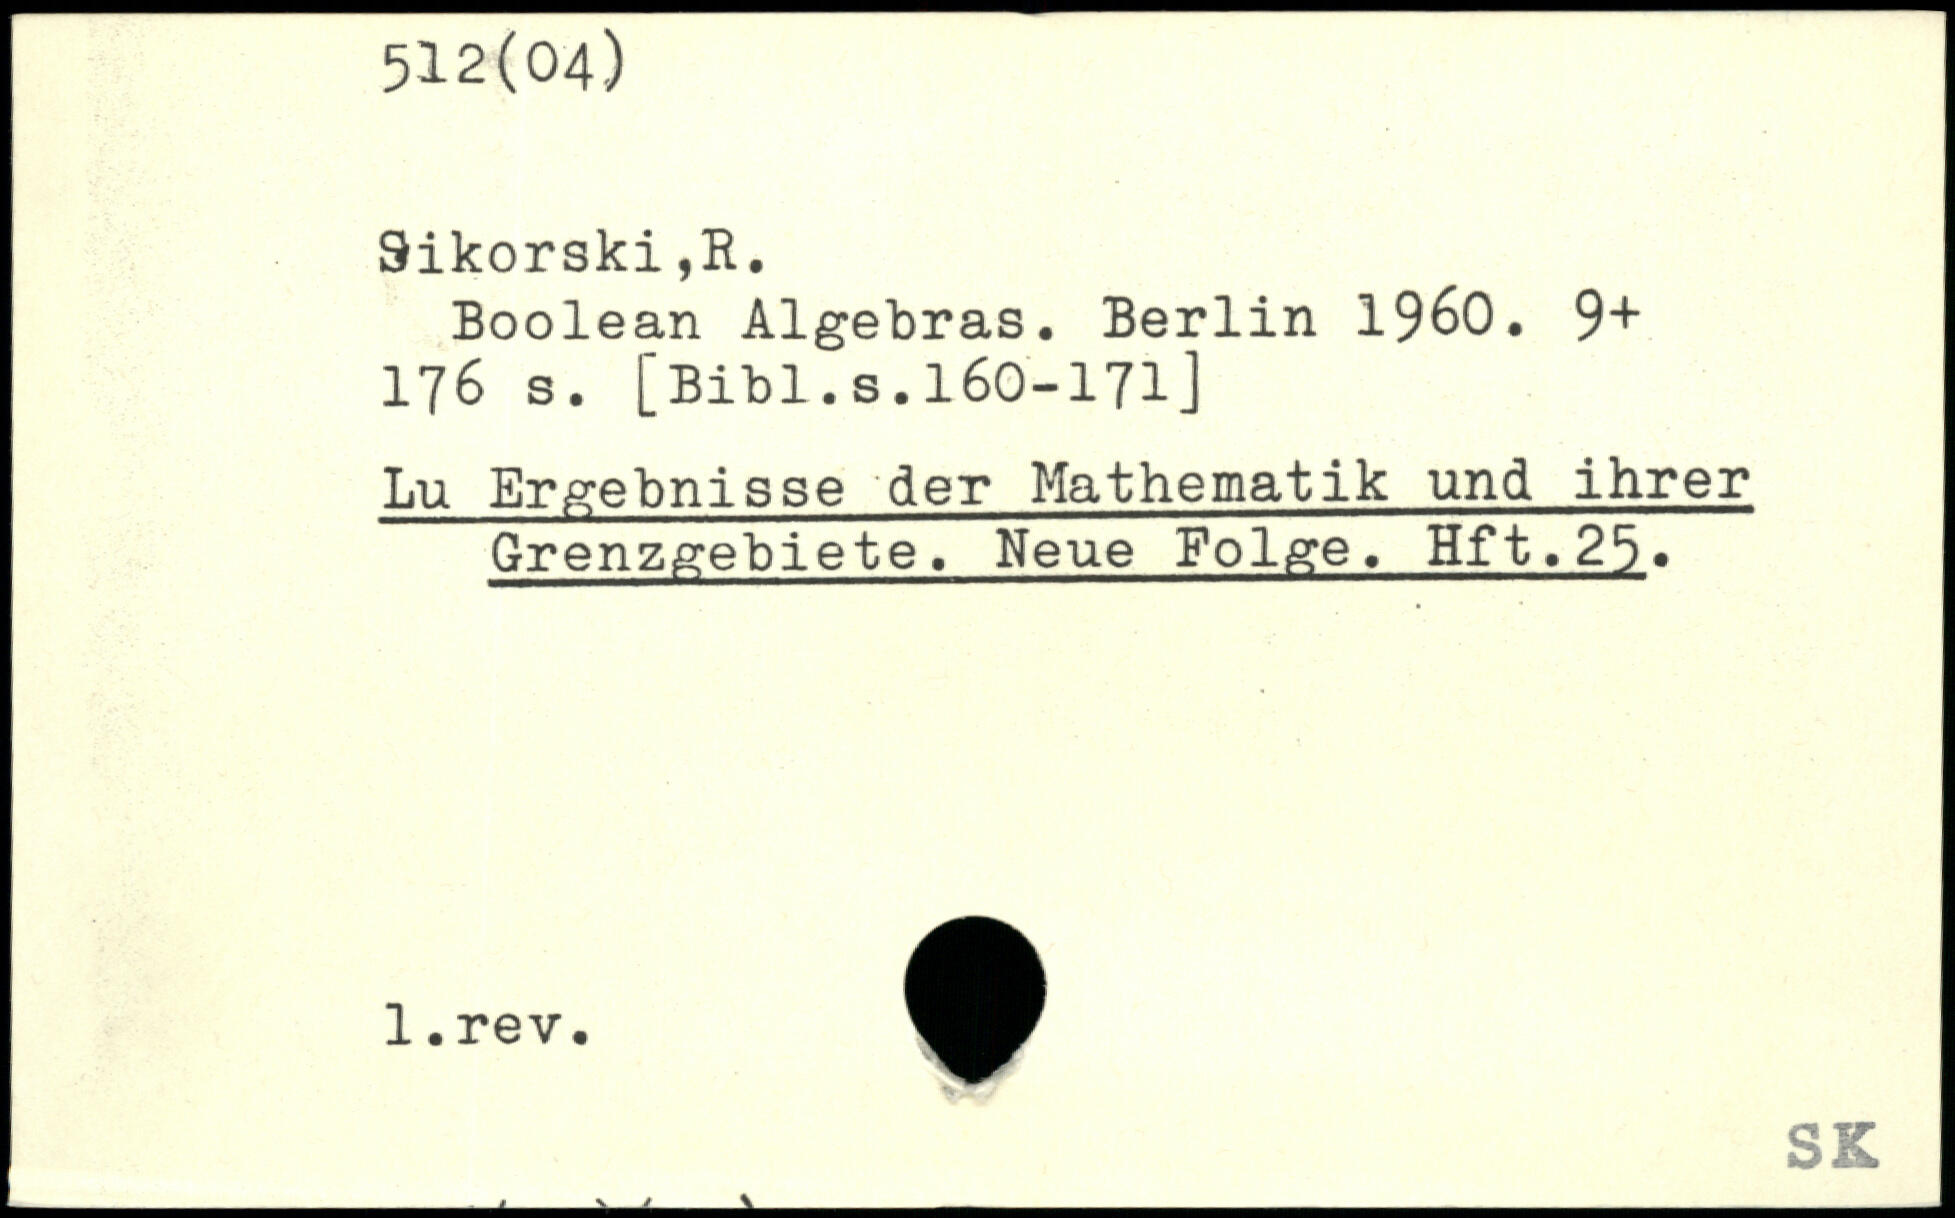 512(04)
Sikorski,R.
Boolean Algebras. Berlin 1960. 9+
176 s. [Bibl.s.160-171]
Lu Ergebnisse der Mathematik und ihrer
Grenzgebiete. Neue Folge. Hft.25.
1.rev.
SK